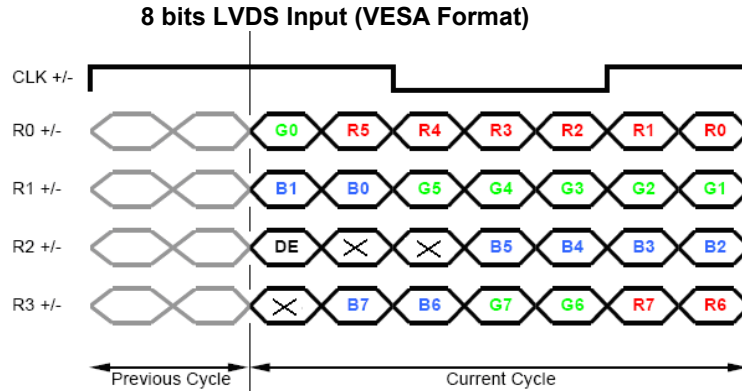 8 bits LVDS Input (VESA Format)
CLK +/-
R0 +/- G0 R5 R4 R3 R2 R1 R0
R1 +/- B1 B0 G5 G4 G3 G2 G1
R2 +/- DE B5 B4 B3 B2
R3 +/- B7 B6 G7 G6 R7 R6
Previous Cycle Current Cycle